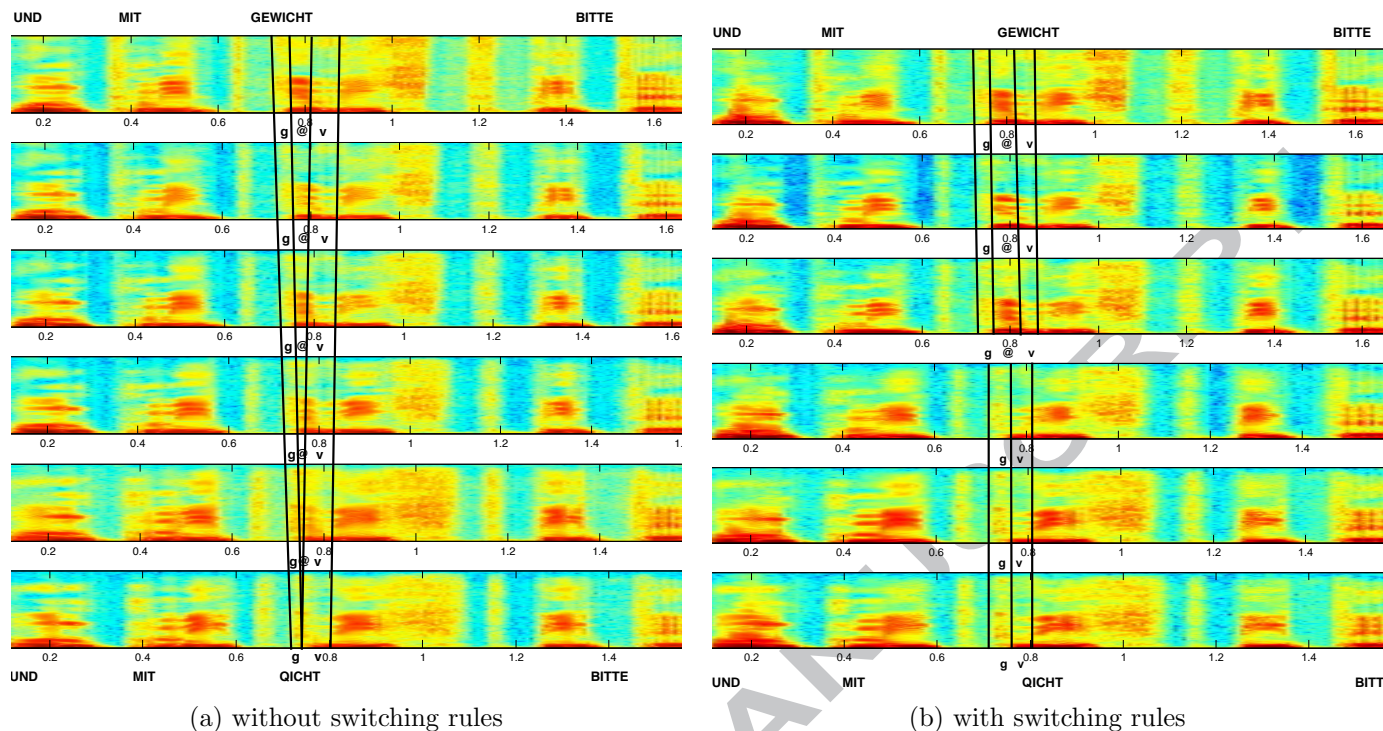 UND MIT GEWICHT BITTE
0.2 0.4 0.6 0.8 1 1.2 1.4 1.6
g @ v
0.2 0.4 0.6 0.8 1 1.2 1.4 1.6
g @ v
0.2 0.4 0.6 0.8 1 1.2 1.4 1.6
g @ v
0.2 0.4 0.6 0.8 1 1.2 1.4 1.
g @ v
0.2 0.4 0.6 0.8 1 1.2 1.4
g @ v
0.2 0.4 0.6 0.8 1 1.2 1.4
g v
UND MIT QICHT BITTE
(a) without switching rules
UND MIT GEWICHT BITTE
0.2 0.4 0.6 0.8 1 1.2 1.4 1.6
g @ v
0.2 0.4 0.6 0.8 1 1.2 1.4 1.6
g @ v
0.2 0.4 0.6 0.8 1 1.2 1.4 1.6
g @ v
0.2 0.4 0.6 0.8 1 1.2 1.4
g v
0.2 0.4 0.6 0.8 1 1.2 1.4
g v
0.2 0.4 0.6 0.8 1 1.2 1.4
g v
UND MIT QICHT BITT
(b) with switching rules